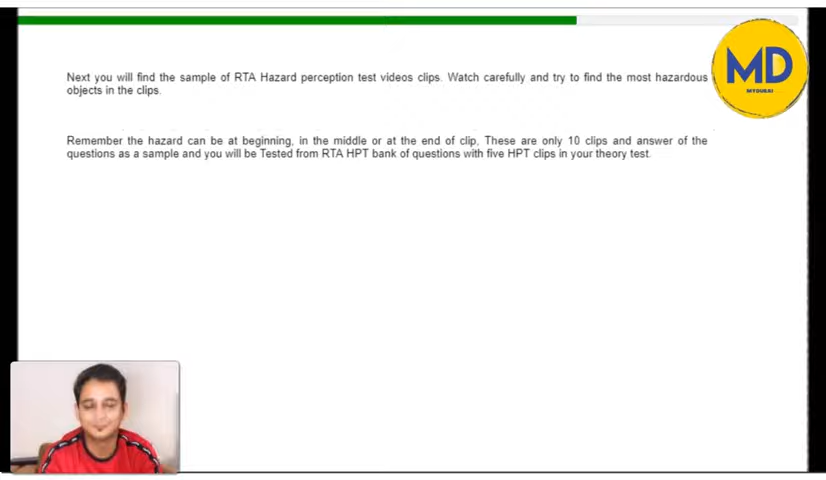 Next you will find the sample of RTA Hazard perception test videos clips. Watch carefully and try to find the most hazardous
objects in the clips.
Remember the hazard can be at beginning, in the middle or at the end of clip, These are only 10 clips and answer of the
questions as a sample and you will be Tested from RTA HPT bank of questions with five HPT clips in your theory test.
MD
MYDUBAI